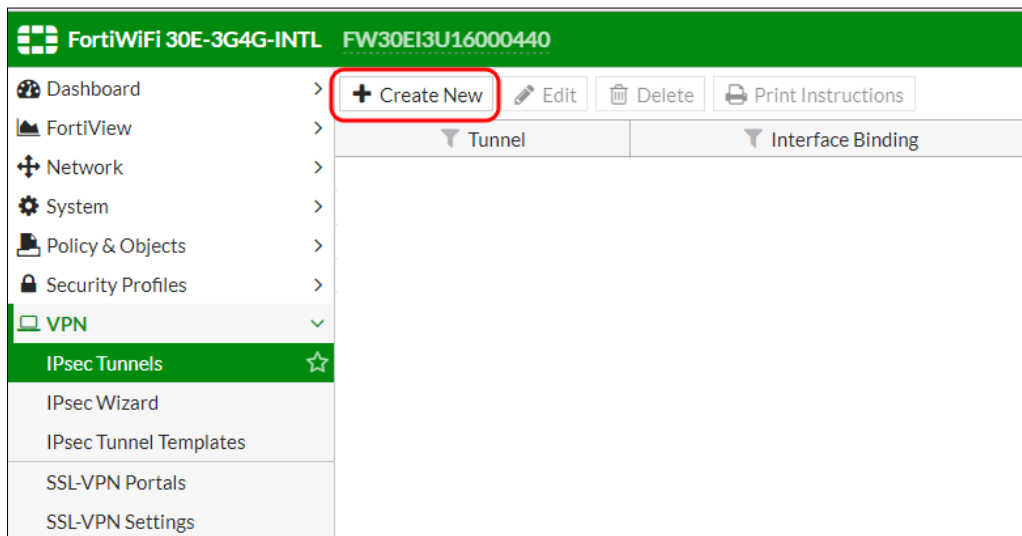 FortiWiFi 30E-3G4G-INTL FW30EI3U16000440
Dashboard
FortiView
Network
System
Policy & Objects
Security Profiles
VPN
IPsec Tunnels
IPsec Wizard
IPsec Tunnel Templates
SSL-VPN Portals
SSL-VPN Settings
Create New Edit Delete Print Instructions
Tunnel Interface Binding